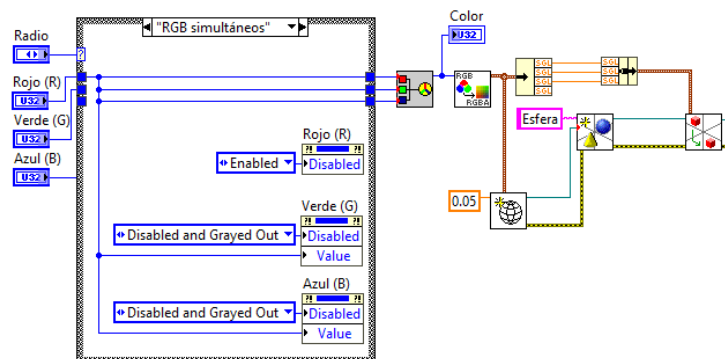 "RGB simultáneos"
Color
U32
Radio
?
Rojo (R)
U32
Verde (G)
U32
Azul (B)
U32
RGB
RGBA
SGL SGL
SGL SGL
SGL SGL
SGL
Esfera
0.05
Rojo (R)
?! ?!
Enabled
Disabled
Verde (G)
?! ?!
Disabled and Grayed Out
Disabled
Value
Azul (B)
?! ?!
Disabled and Grayed Out
Disabled
Value